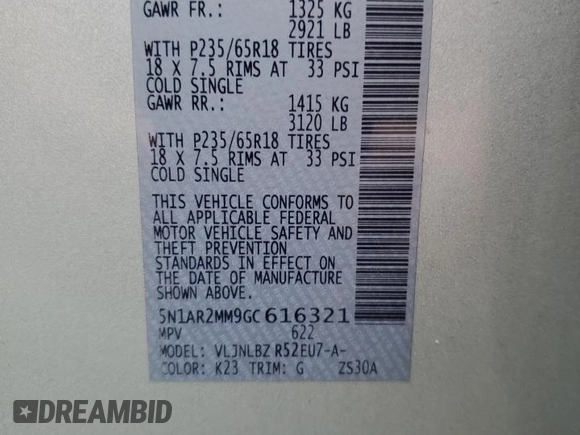 GAWR FR.: 1325 KG
2921 LB
WITH P235/65R18 TIRES
18 X 7.5 RIMS AT 33 PSI
COLD SINGLE
GAWR RR.: 1415 KG
3120 LB
WITH P235/65R18 TIRES
18 X 7.5 RIMS AT 33 PSI
COLD SINGLE
THIS VEHICLE CONFORMS TO
ALL APPLICABLE FEDERAL
MOTOR VEHICLE SAFETY AND
THEFT PREVENTION
STANDARDS IN EFFECT ON
THE DATE OF MANUFACTURE
SHOWN ABOVE.
5N1AR2MM9GC616321
MPV 622
MODEL: VLJNLBZ R52EU7-A-
COLOR: K23 TRIM: G ZS30A
DREAMBID